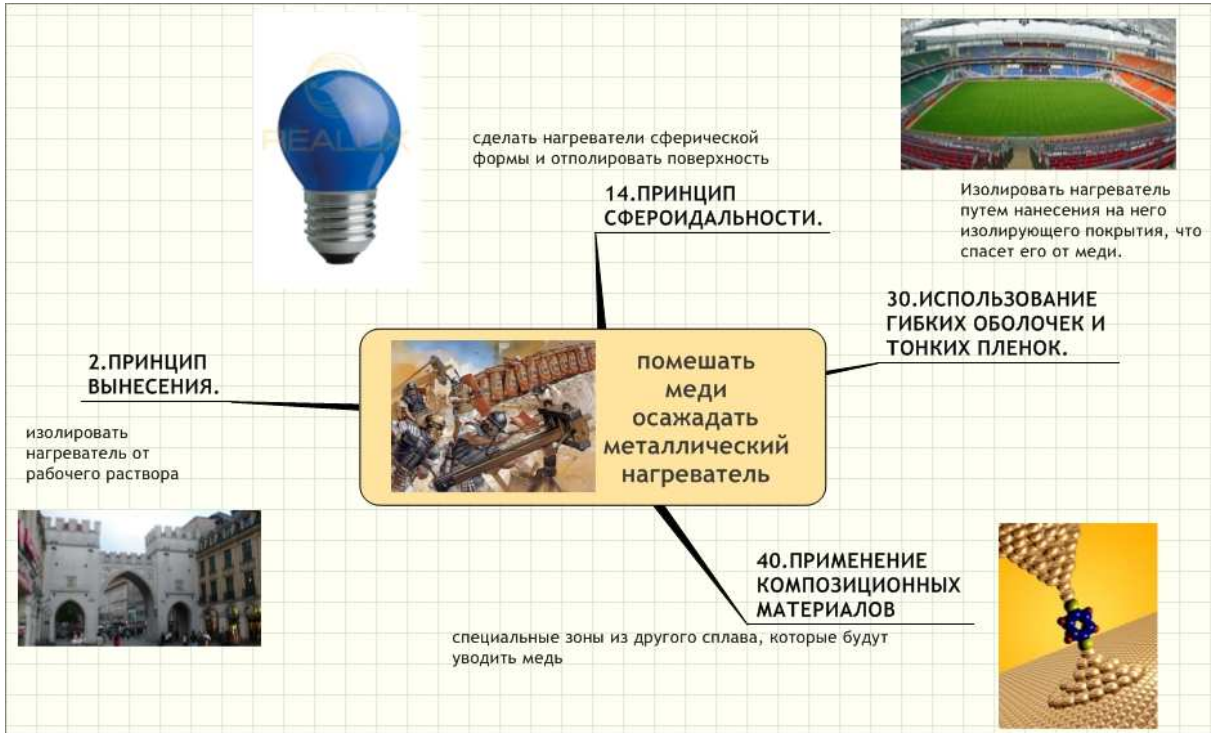 REALUX
сделать нагреватели сферической
формы и отполировать поверхность
14.ПРИНЦИП
СФЕРОИДАЛЬНОСТИ.
Изолировать нагреватель
путем нанесения на него
изолирующего покрытия, что
спасет его от меди.
30.ИСПОЛЬЗОВАНИЕ
ГИБКИХ ОБОЛОЧЕК И
ТОНКИХ ПЛЕНОК.
2.ПРИНЦИП
ВЫНЕСЕНИЯ.
изолировать
нагреватель от
рабочего раствора
помешать
меди
осажадать
металлический
нагреватель
40.ПРИМЕНЕНИЕ
КОМПОЗИЦИОННЫХ
МАТЕРИАЛОВ
специальные зоны из другого сплава, которые будут
уводить медь